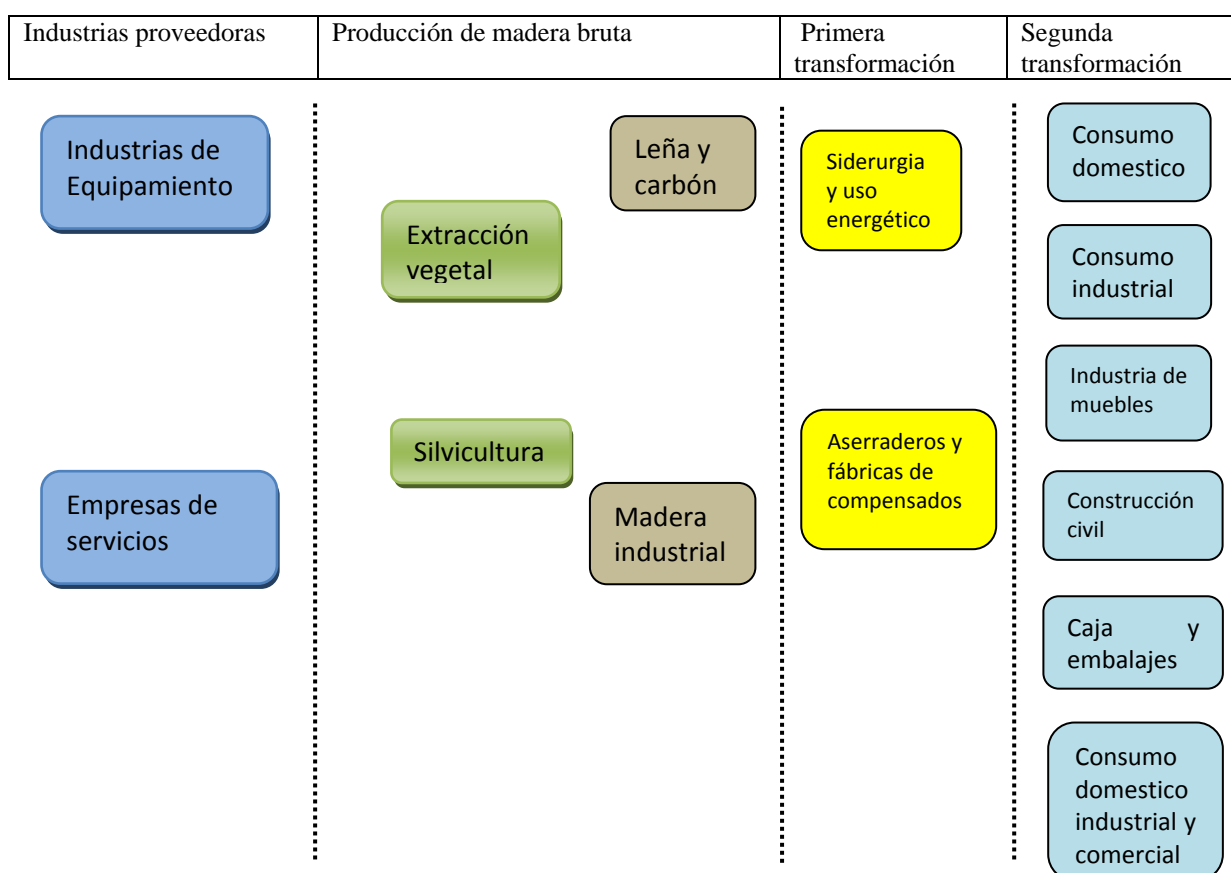 Industrias proveedoras
Producción de madera bruta
Primera
transformación
Segunda
transformación
Industrias de
Equipamiento
Empresas de
servicios
Extracción
vegetal
Silvicultura
Leña y
carbón
Madera
industrial
Siderurgia
y uso
energético
Aserraderos y
fábricas de
compensados
Consumo
domestico
Consumo
industrial
Industria de
muebles
Construcción
civil
Caja y
embalajes
Consumo
domestico
industrial y
comercial